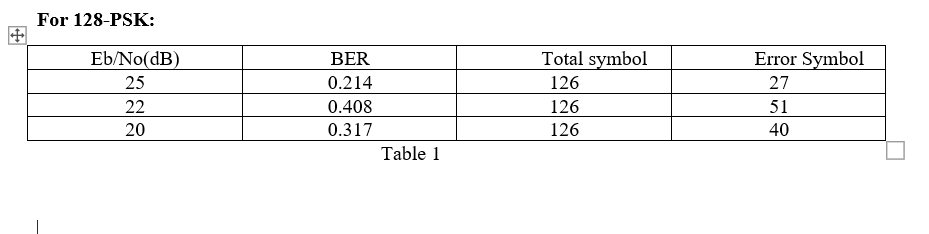 For 128-PSK:
Eb/No(dB) BER Total symbol Error Symbol
25 0.214 126 27
22 0.408 126 51
20 0.317 126 40
Table 1